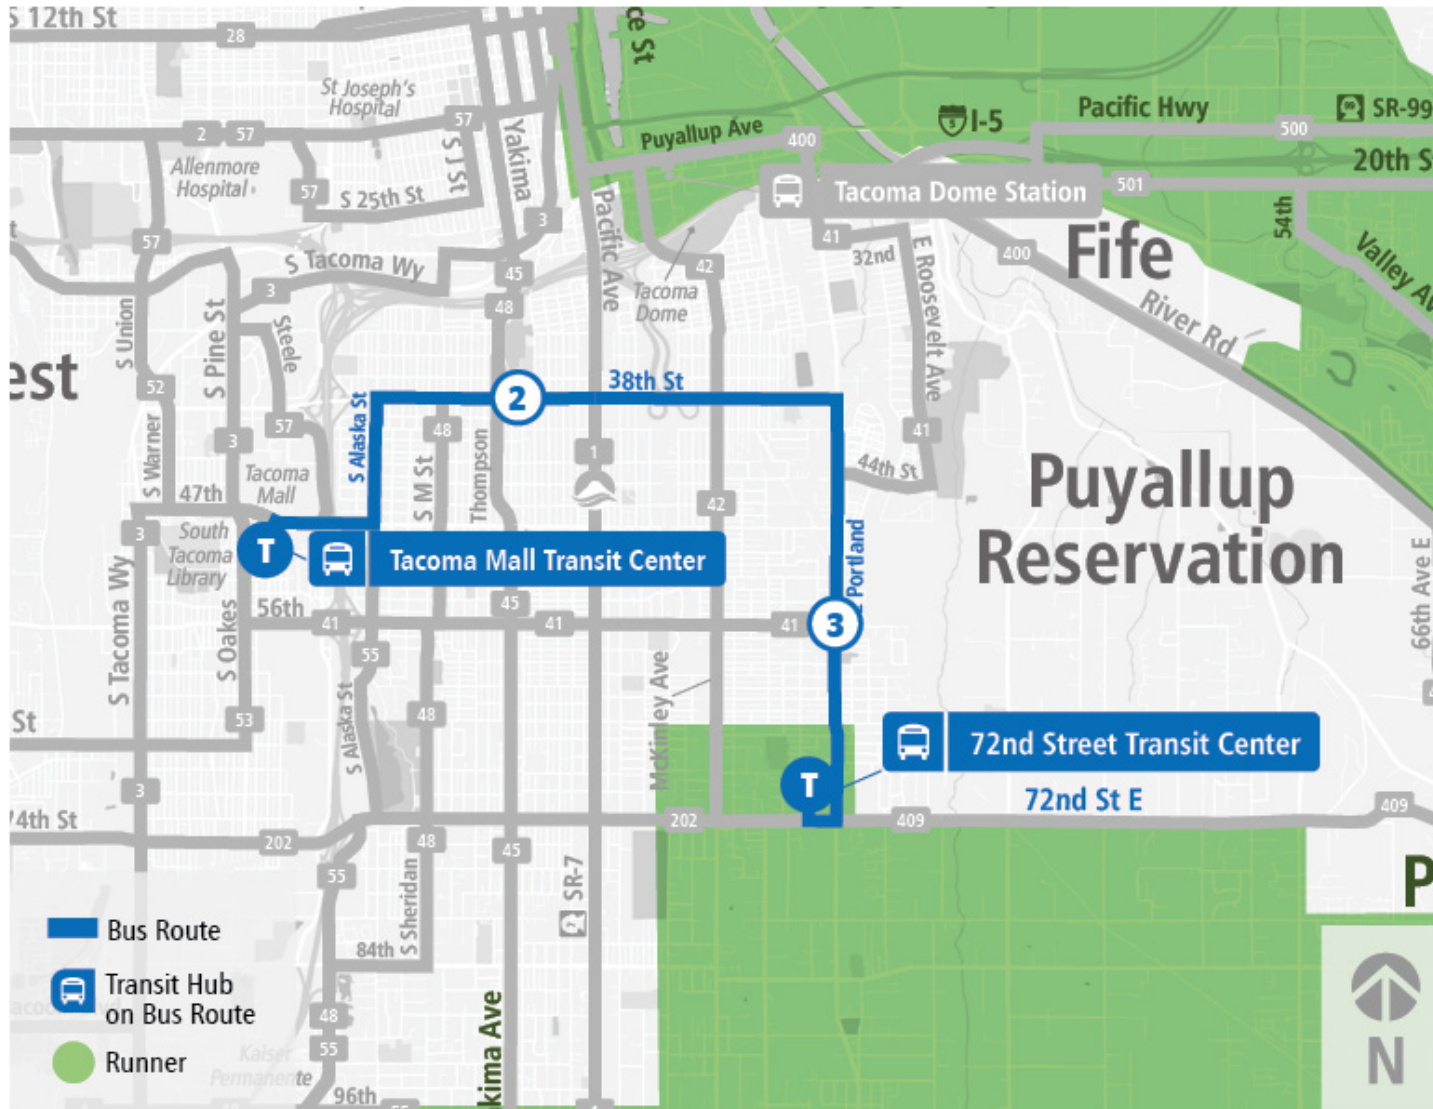 S 12th St
28
ce St
St Joseph's
Hospital
Pacific Hwy
99
SR-99
5
I-5
500
57
Puyallup Ave
400
2
57
Yakima
S J St
20th S
Allenmore
Hospital
Tacoma Dome Station
501
57
S 25th St
Pacific Ave
3
54th
57
41
32nd
E Roosevelt Ave
400
Fife
Valley Av
S Tacoma Wy
45
42
3
48
Tacoma
Dome
River Rd
S Union
S Pine St
Steele
est
52
2
38th St
S Alaska St
57
48
41
3
1
S Warner
Tacoma
Mall
S M St
Thompson
44th St
Puyallup
Reservation
47th
42
3
South
Tacoma
Library
T
Tacoma Mall Transit Center
E Portland
66th Ave E
S Tacoma Wy
S Oakes
56th
41
45
41
41
3
55
McKinley Ave
St
53
S Alaska St
48
72nd Street Transit Center
T
3
72nd St E
409
74th St
202
48
45
202
409
55
S Sheridan
SR-7
7
P
Bus Route
84th
Transit Hub
on Bus Route
48
Runner
55
Kaiser
Permanente
96th
kima Ave
N